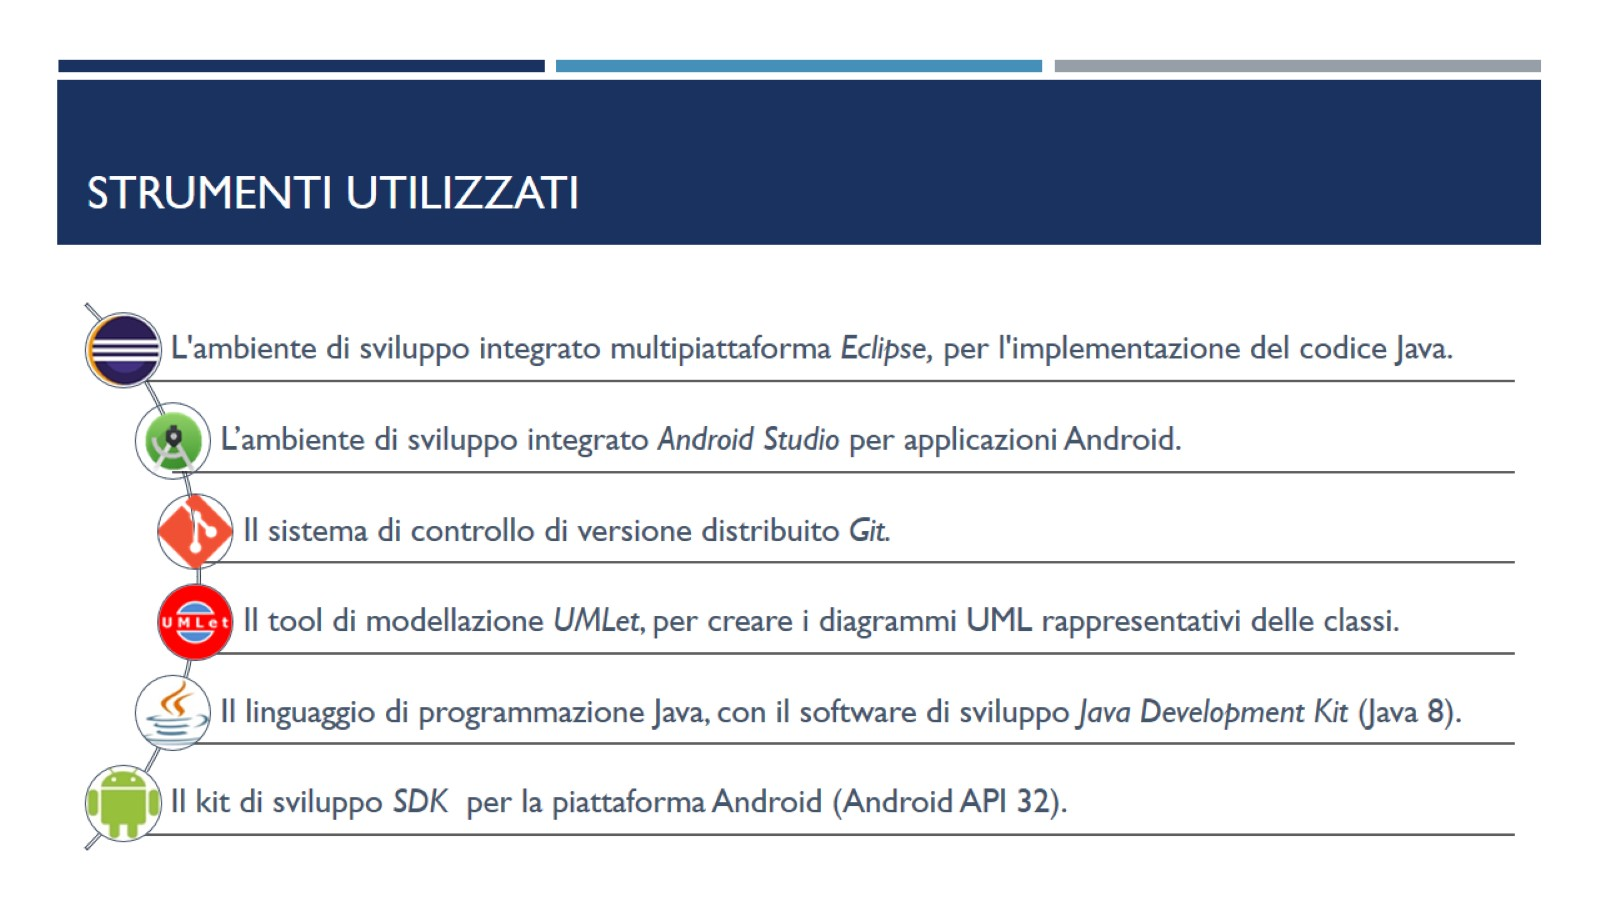 STRUMENTI UTILIZZATI
L'ambiente di sviluppo integrato multipiattaforma Eclipse, per l'implementazione del codice Java.
L’ambiente di sviluppo integrato Android Studio per applicazioni Android.
Il sistema di controllo di versione distribuito Git.
UMLet
Il tool di modellazione UMLet, per creare i diagrammi UML rappresentativi delle classi.
Il linguaggio di programmazione Java, con il software di sviluppo Java Development Kit (Java 8).
Il kit di sviluppo SDK  per la piattaforma Android (Android API 32).